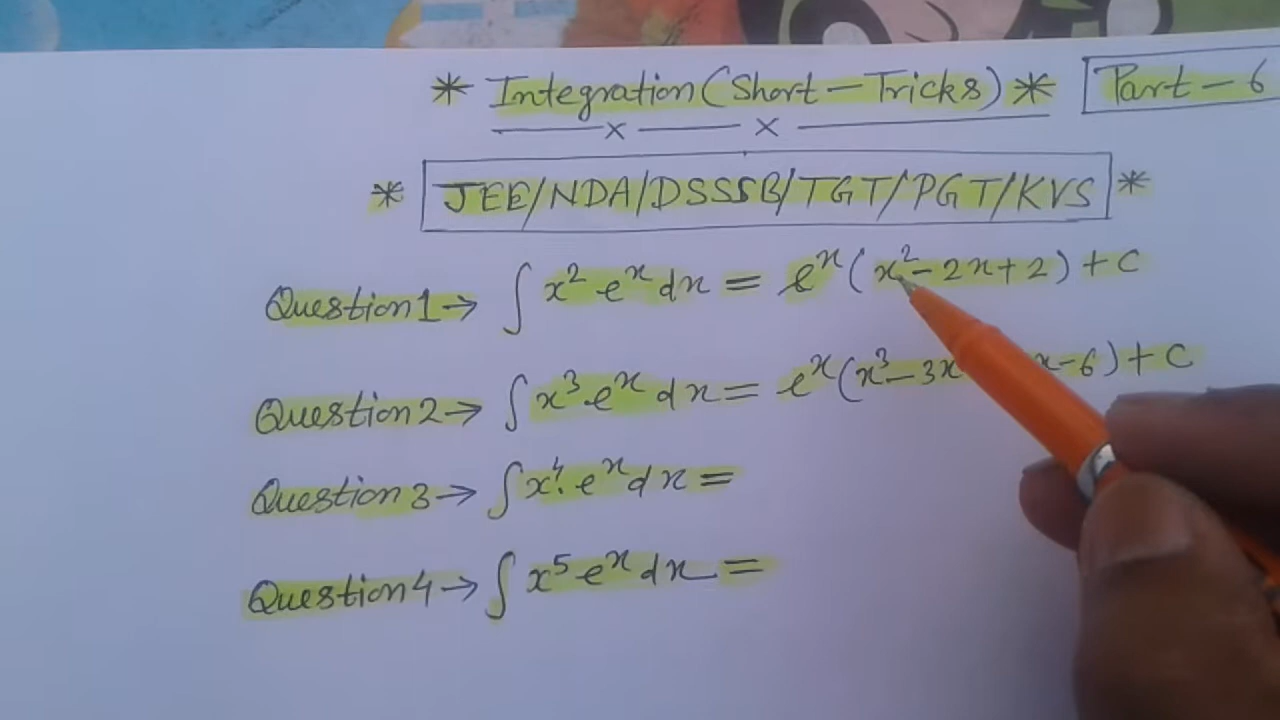 * Integration (Short-Tricks) * Part-6
* JEE/NDA/DSSSB/TGT/PGT/KVS *
Question 1 → ∫ x² eˣ dx = eˣ (x² - 2x + 2) + c
Question 2 → ∫ x³ eˣ dx = eˣ (x³ - 3x x - 6) + c
Question 3 → ∫ x⁴. eˣ dx =
Question 4 → ∫ x⁵ eˣ dx =